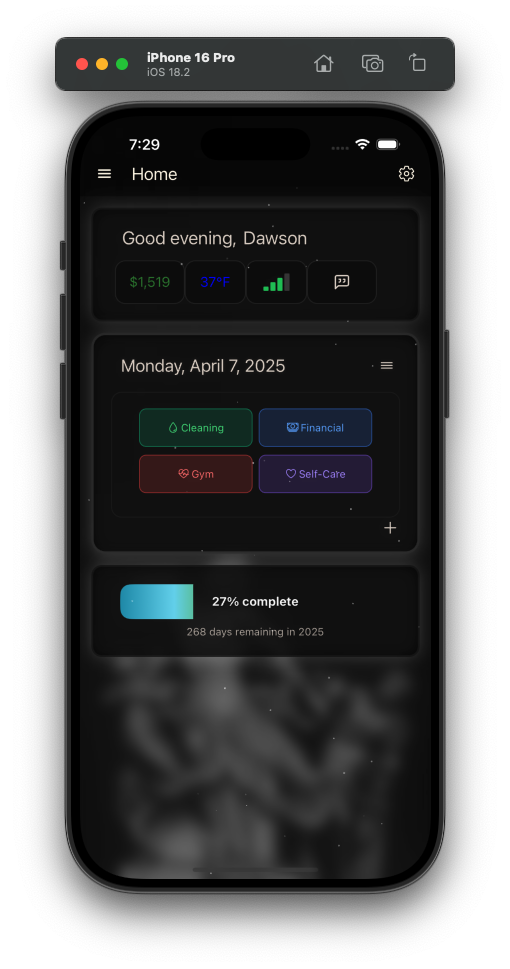 iPhone 16 Pro
iOS 18.2
7:29
Home
Good evening, Dawson
$1,519
37°F
Monday, April 7, 2025
Cleaning
Financial
Gym
Self-Care
27% complete
268 days remaining in 2025